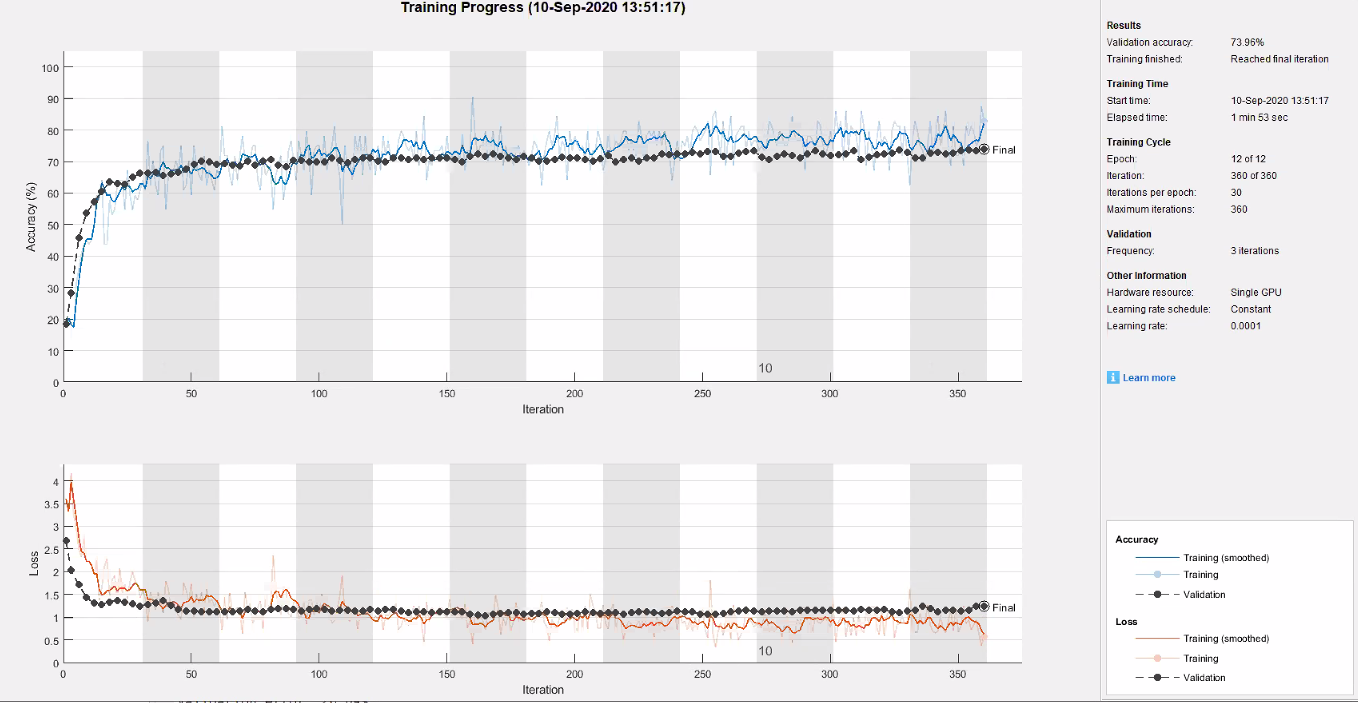 Training Progress (10-Sep-2020 13:51:17)
100
90
80
70
60
50
40
30
20
10
0
Accuracy (%)
0 50 100 150 200 250 300 350
Iteration
10
Final
4
3.5
3
2.5
2
1.5
1
0.5
0
Loss
0 50 100 150 200 250 300 350
Iteration
10
Final
Results
Validation accuracy: 73.96%
Training finished: Reached final iteration
Training Time
Start time: 10-Sep-2020 13:51:17
Elapsed time: 1 min 53 sec
Training Cycle
Epoch: 12 of 12
Iteration: 360 of 360
Iterations per epoch: 30
Maximum iterations: 360
Validation
Frequency: 3 iterations
Other Information
Hardware resource: Single GPU
Learning rate schedule: Constant
Learning rate: 0.0001
i Learn more
Accuracy
Training (smoothed)
Training
Validation
Loss
Training (smoothed)
Training
Validation